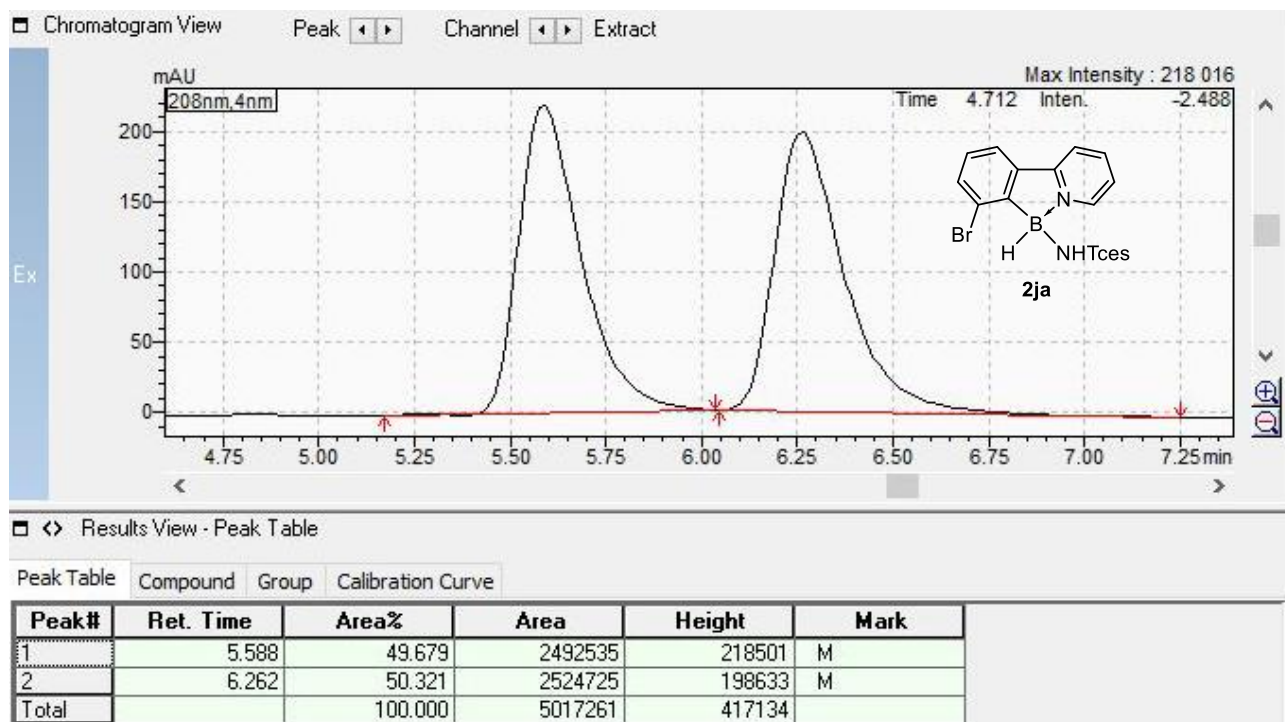 Chromatogram View Peak Channel Extract
mAU
Max Intensity : 218 016
208nm,4nm
Time 4.712 Inten. -2.488
200
150
100
50
0
Br
B
N
H
NHTces
2ja
Ex
4.75 5.00 5.25 5.50 5.75 6.00 6.25 6.50 6.75 7.00 7.25 min
Results View - Peak Table
Peak Table Compound Group Calibration Curve
Peak# Ret. Time Area% Area Height Mark
1 5.588 49.679 2492535 218501 M
2 6.262 50.321 2524725 198633 M
Total 100.000 5017261 417134